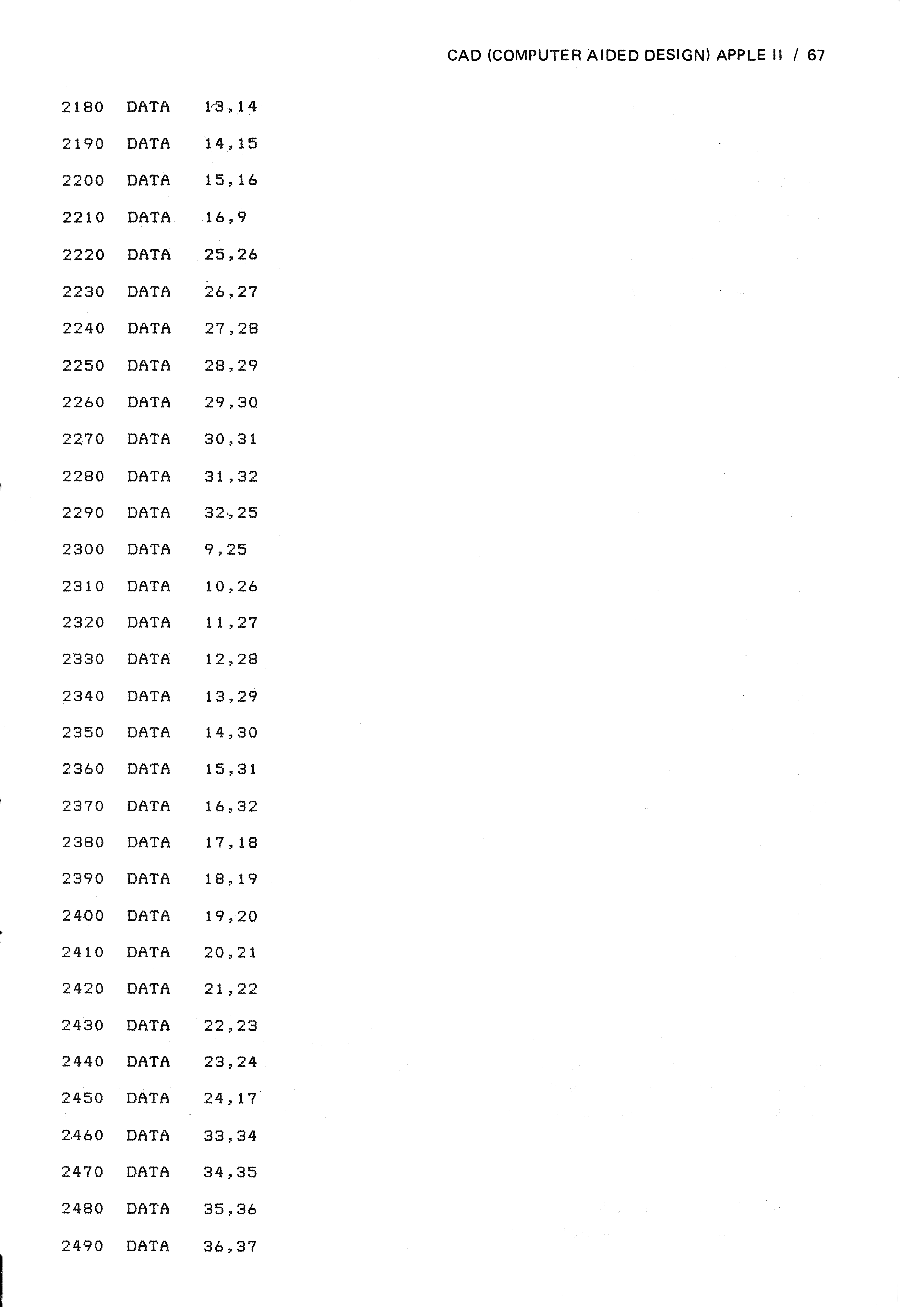 CAD (COMPUTER AIDED DESIGN) APPLE II / 67
2180 DATA 13,14
2190 DATA 14,15
2200 DATA 15,16
2210 DATA 16,9
2220 DATA 25,26
2230 DATA 26,27
2240 DATA 27,28
2250 DATA 28,29
2260 DATA 29,30
2270 DATA 30,31
2280 DATA 31,32
2290 DATA 32,25
2300 DATA 9,25
2310 DATA 10,26
2320 DATA 11,27
2330 DATA 12,28
2340 DATA 13,29
2350 DATA 14,30
2360 DATA 15,31
2370 DATA 16,32
2380 DATA 17,18
2390 DATA 18,19
2400 DATA 19,20
2410 DATA 20,21
2420 DATA 21,22
2430 DATA 22,23
2440 DATA 23,24
2450 DATA 24,17
2460 DATA 33,34
2470 DATA 34,35
2480 DATA 35,36
2490 DATA 36,37